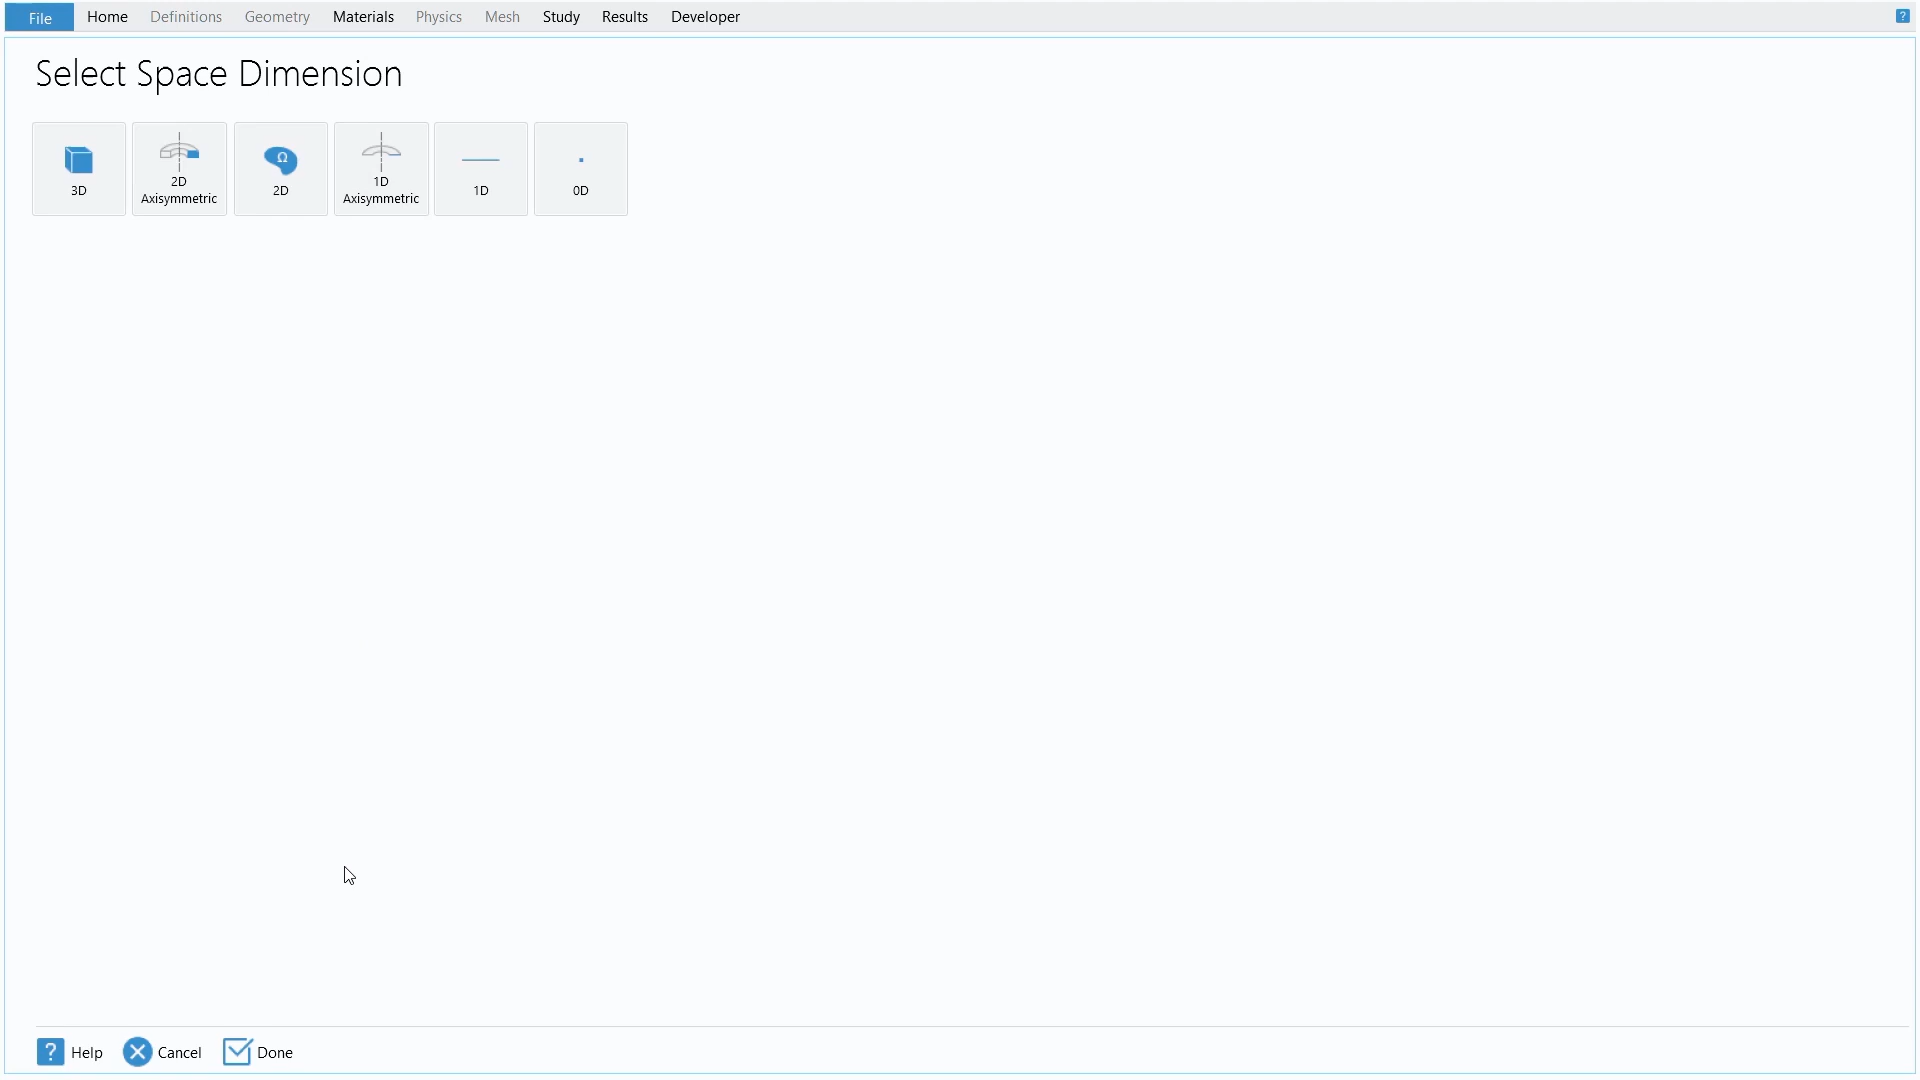 File Home Definitions Geometry Materials Physics Mesh Study Results Developer ?
Select Space Dimension
3D 2D Axisymmetric Ω 2D 1D Axisymmetric 1D 0D
? Help Cancel Done